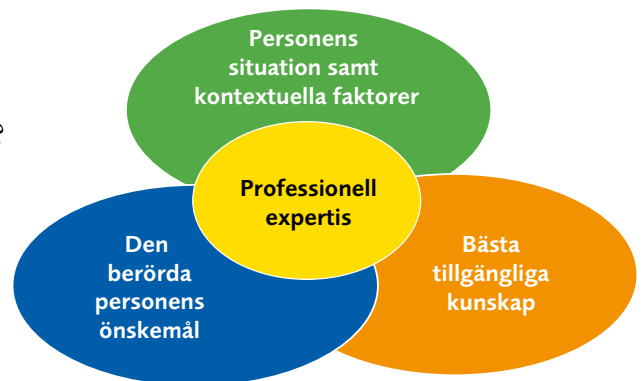 Personens
situation samt
kontextuella faktorer
Professionell
expertis
Den
berörda
personens
önskemål
Bästa
tillgängliga
kunskap